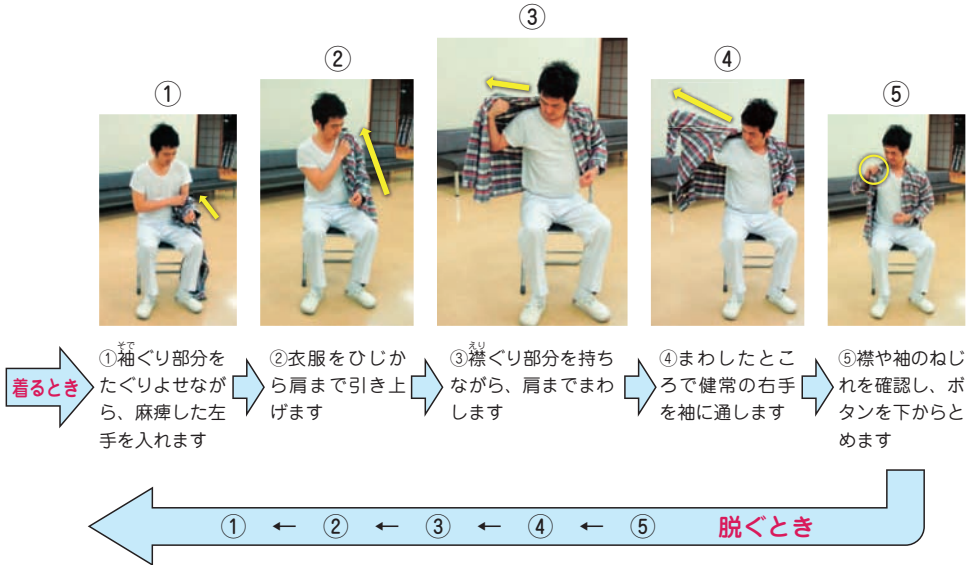 ①
②
③
④
⑤
着るとき
そで
①袖ぐり部分を
たぐりよせなが
ら、麻痺した左
手を入れます
②衣服をひじか
ら肩まで引き上
げます
えり
③襟ぐり部分を持ち
ながら、肩までまわ
します
④まわしたとこ
ろで健常の右手
を袖に通します
⑤襟や袖のねじ
れを確認し、ボ
タンを下からと
めます
① ← ② ← ③ ← ④ ← ⑤ 脱ぐとき